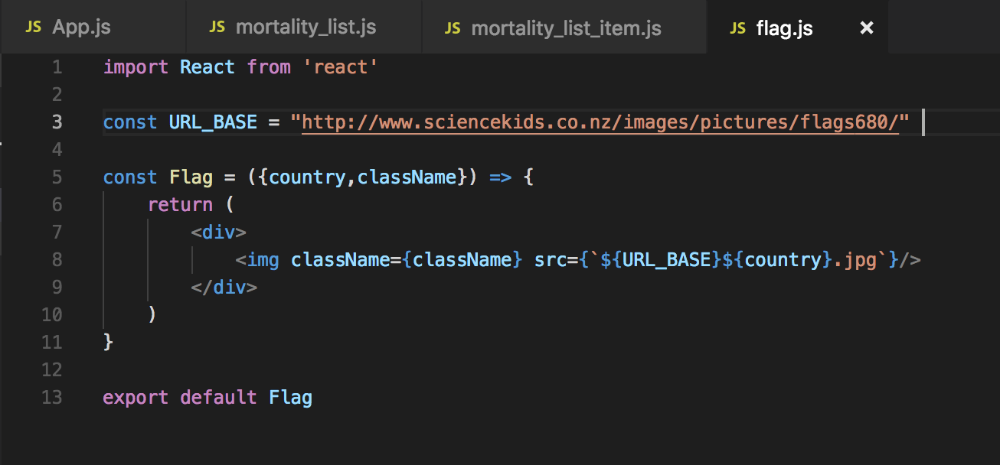 JS App.js JS mortality_list.js JS mortality_list_item.js JS flag.js ×
1 import React from 'react'
2
3 const URL_BASE = "http://www.sciencekids.co.nz/images/pictures/flags680/"
4
5 const Flag = ({country,className}) => {
6     return (
7         <div>
8             <img className={className} src={`${URL_BASE}${country}.jpg`}/>
9         </div>
10     )
11 }
12
13 export default Flag